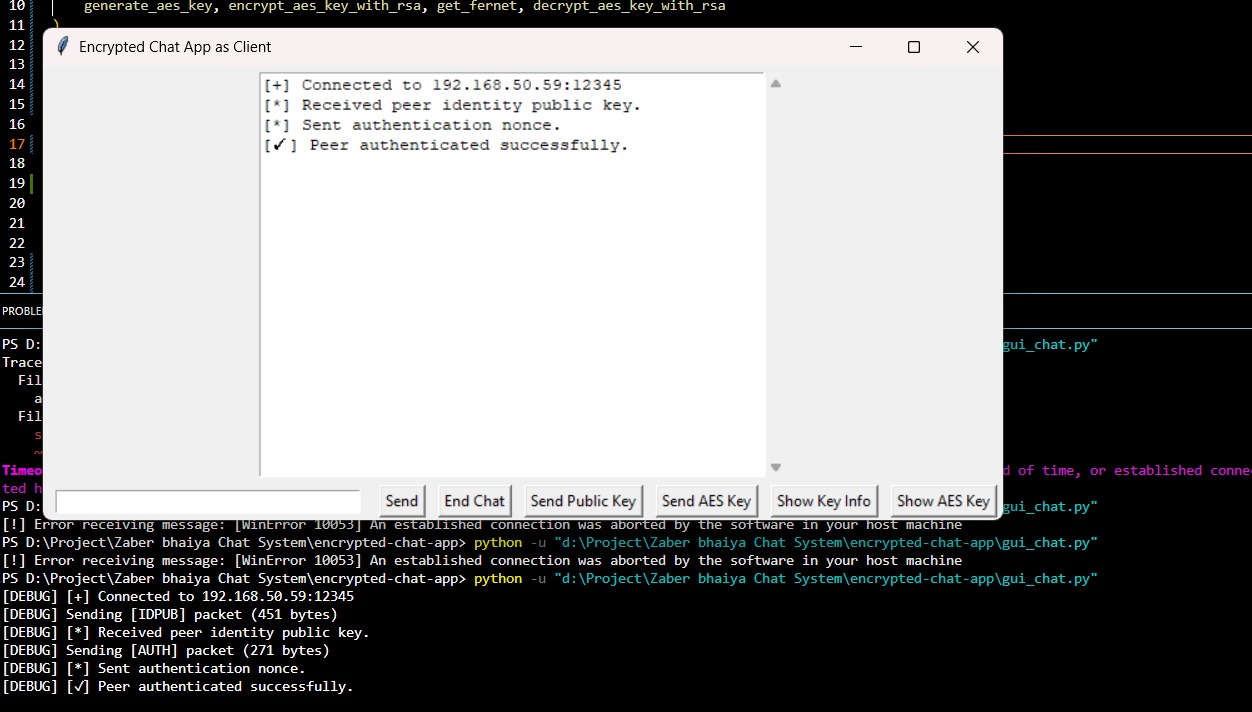 10 generate_aes_key, encrypt_aes_key_with_rsa, get_fernet, decrypt_aes_key_with_rsa
11 )
12
13
14
15
16
17
18
19
20
21
22
23
24
Encrypted Chat App as Client
[+] Connected to 192.168.50.59:12345
[*] Received peer identity public key.
[*] Sent authentication nonce.
[✓] Peer authenticated successfully.
Send End Chat Send Public Key Send AES Key Show Key Info Show AES Key
PROBLE
PS D: gui_chat.py"
Trace
Fil
a
Fil
s
~
Timeo d of time, or established connec
ted h
PS D: gui_chat.py"
[!] Error receiving message: [WinError 10053] An established connection was aborted by the software in your host machine
PS D:\Project\Zaber bhaiya Chat System\encrypted-chat-app> python -u "d:\Project\Zaber bhaiya Chat System\encrypted-chat-app\gui_chat.py"
[!] Error receiving message: [WinError 10053] An established connection was aborted by the software in your host machine
PS D:\Project\Zaber bhaiya Chat System\encrypted-chat-app> python -u "d:\Project\Zaber bhaiya Chat System\encrypted-chat-app\gui_chat.py"
[DEBUG] [+] Connected to 192.168.50.59:12345
[DEBUG] Sending [IDPUB] packet (451 bytes)
[DEBUG] [*] Received peer identity public key.
[DEBUG] Sending [AUTH] packet (271 bytes)
[DEBUG] [*] Sent authentication nonce.
[DEBUG] [✓] Peer authenticated successfully.